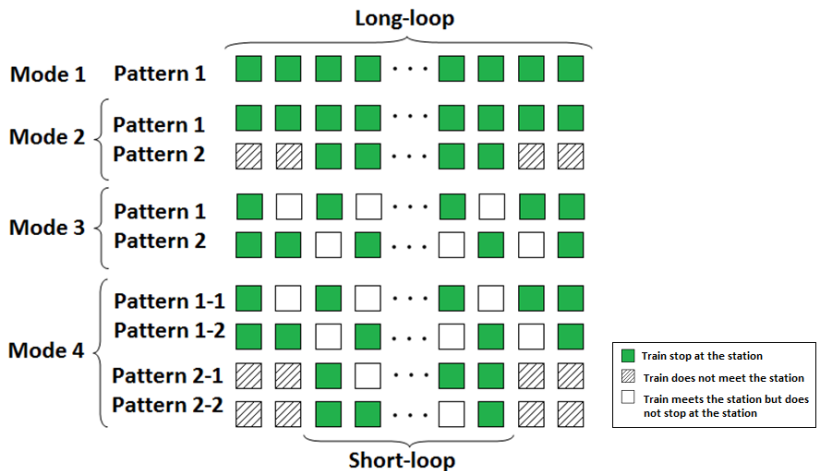 Long-loop
Mode 1 Pattern 1
Mode 2
Pattern 1
Pattern 2
Mode 3
Pattern 1
Pattern 2
Mode 4
Pattern 1-1
Pattern 1-2
Pattern 2-1
Pattern 2-2
Short-loop
Train stop at the station
Train does not meet the station
Train meets the station but does
not stop at the station